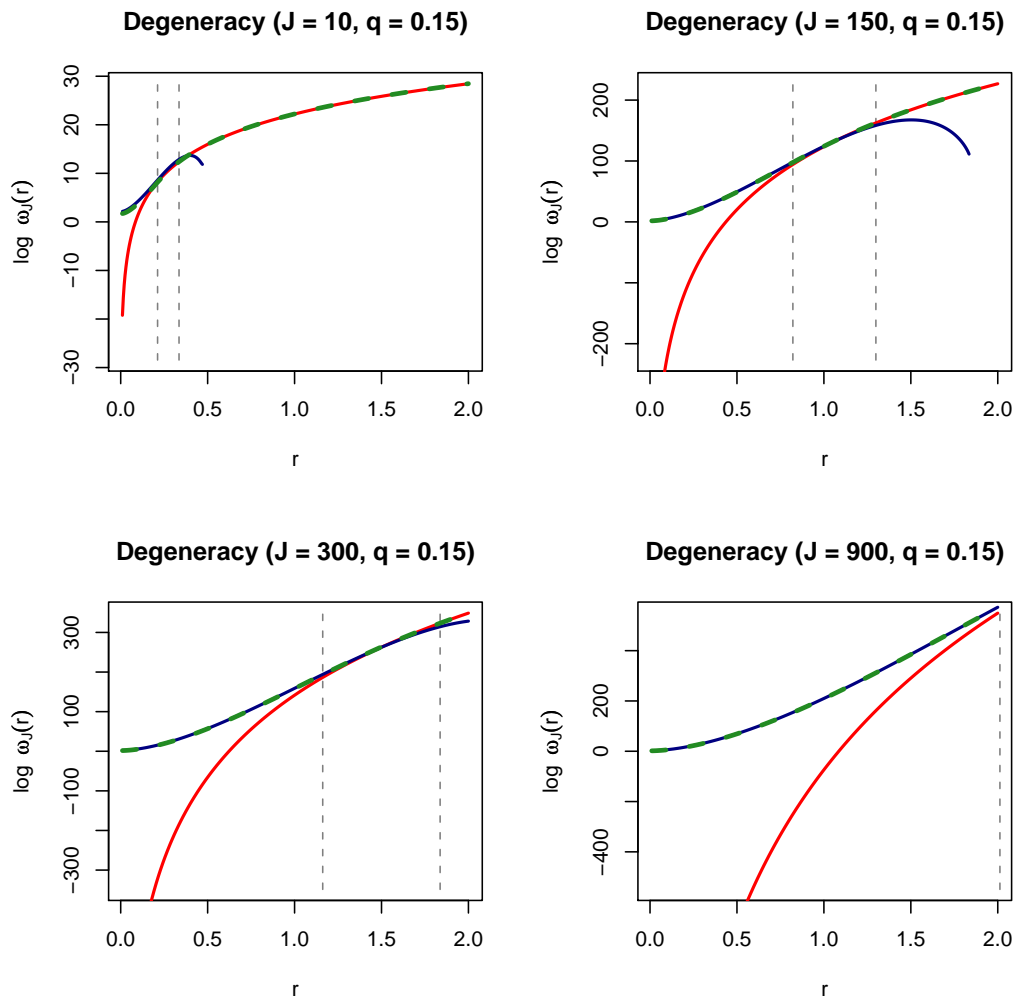 Degeneracy (J = 10, q = 0.15)
log ω_J(r)
30
20
10
0
−10
−30
0.0 0.5 1.0 1.5 2.0
r
Degeneracy (J = 150, q = 0.15)
log ω_J(r)
200
100
0
−200
0.0 0.5 1.0 1.5 2.0
r
Degeneracy (J = 300, q = 0.15)
log ω_J(r)
300
100
−100
−300
0.0 0.5 1.0 1.5 2.0
r
Degeneracy (J = 900, q = 0.15)
log ω_J(r)
200
0
−400
0.0 0.5 1.0 1.5 2.0
r